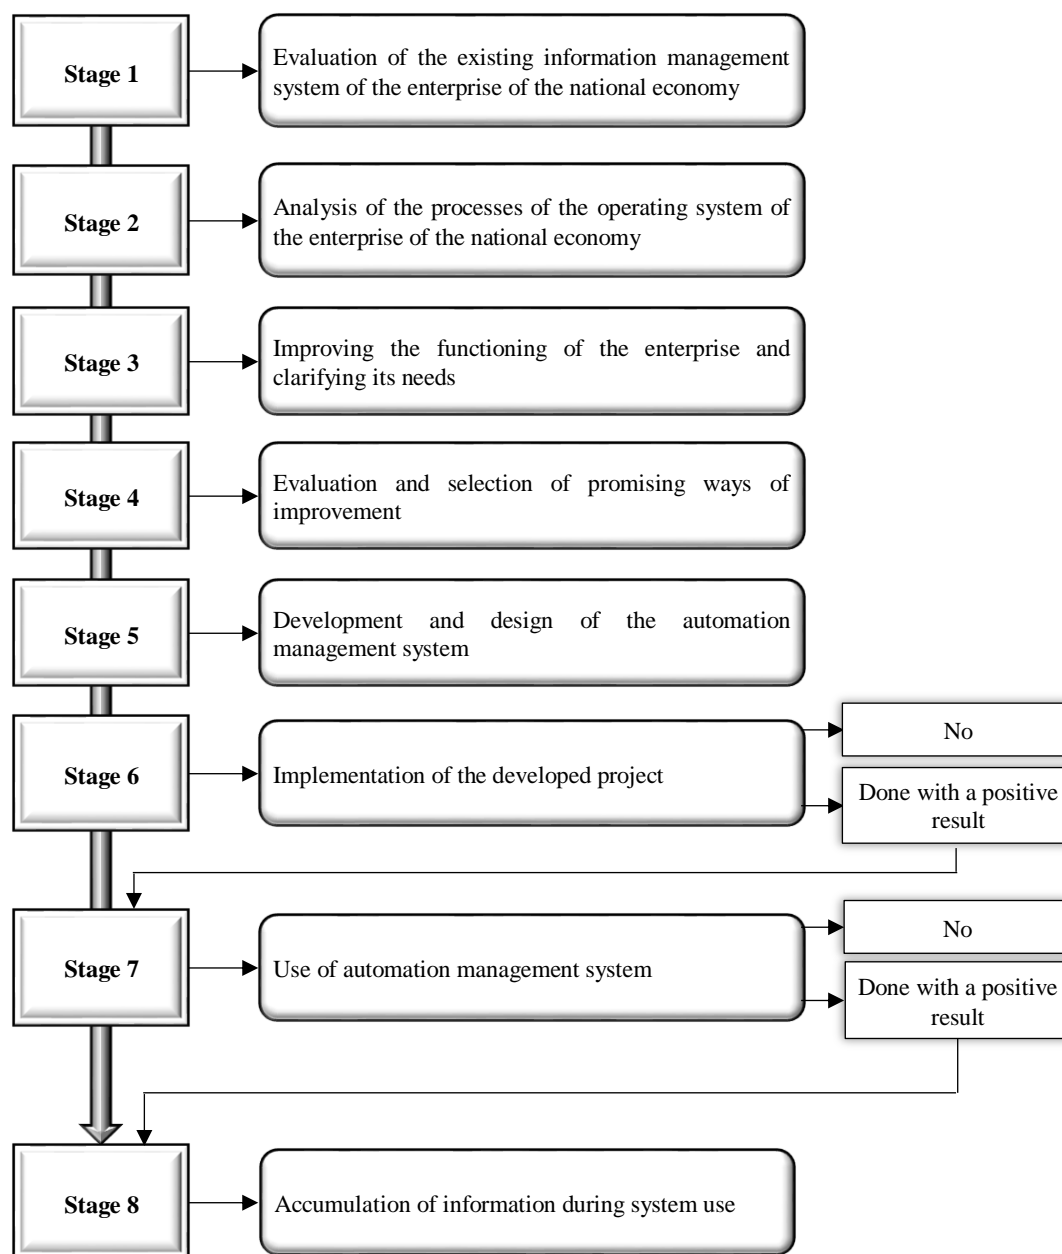 Stage 1
Evaluation of the existing information management
system of the enterprise of the national economy
Stage 2
Analysis of the processes of the operating system of
the enterprise of the national economy
Stage 3
Improving the functioning of the enterprise and
clarifying its needs
Stage 4
Evaluation and selection of promising ways of
improvement
Stage 5
Development and design of the automation
management system
Stage 6
Implementation of the developed project
No
Done with a positive
result
Stage 7
Use of automation management system
No
Done with a positive
result
Stage 8
Accumulation of information during system use